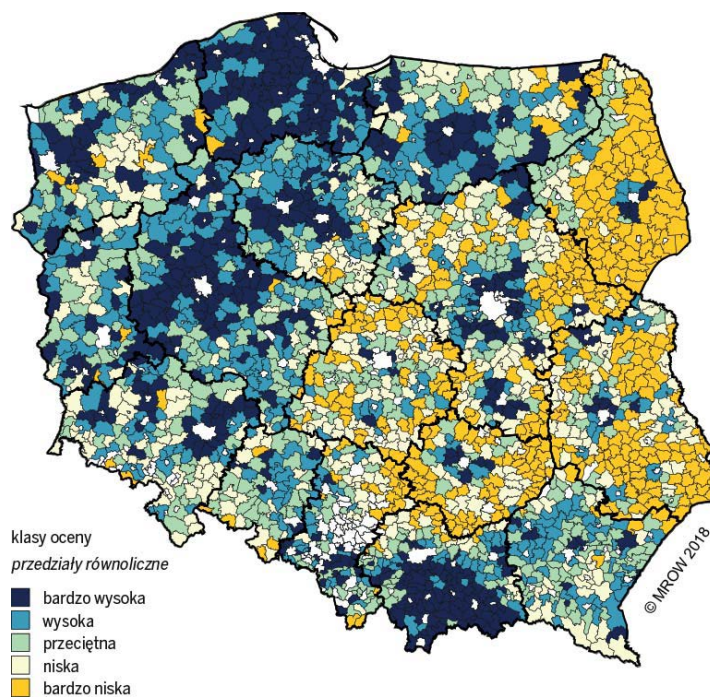 klasy oceny
przedziały równoliczne
bardzo wysoka
wysoka
przeciętna
niska
bardzo niska
© MROW 2018